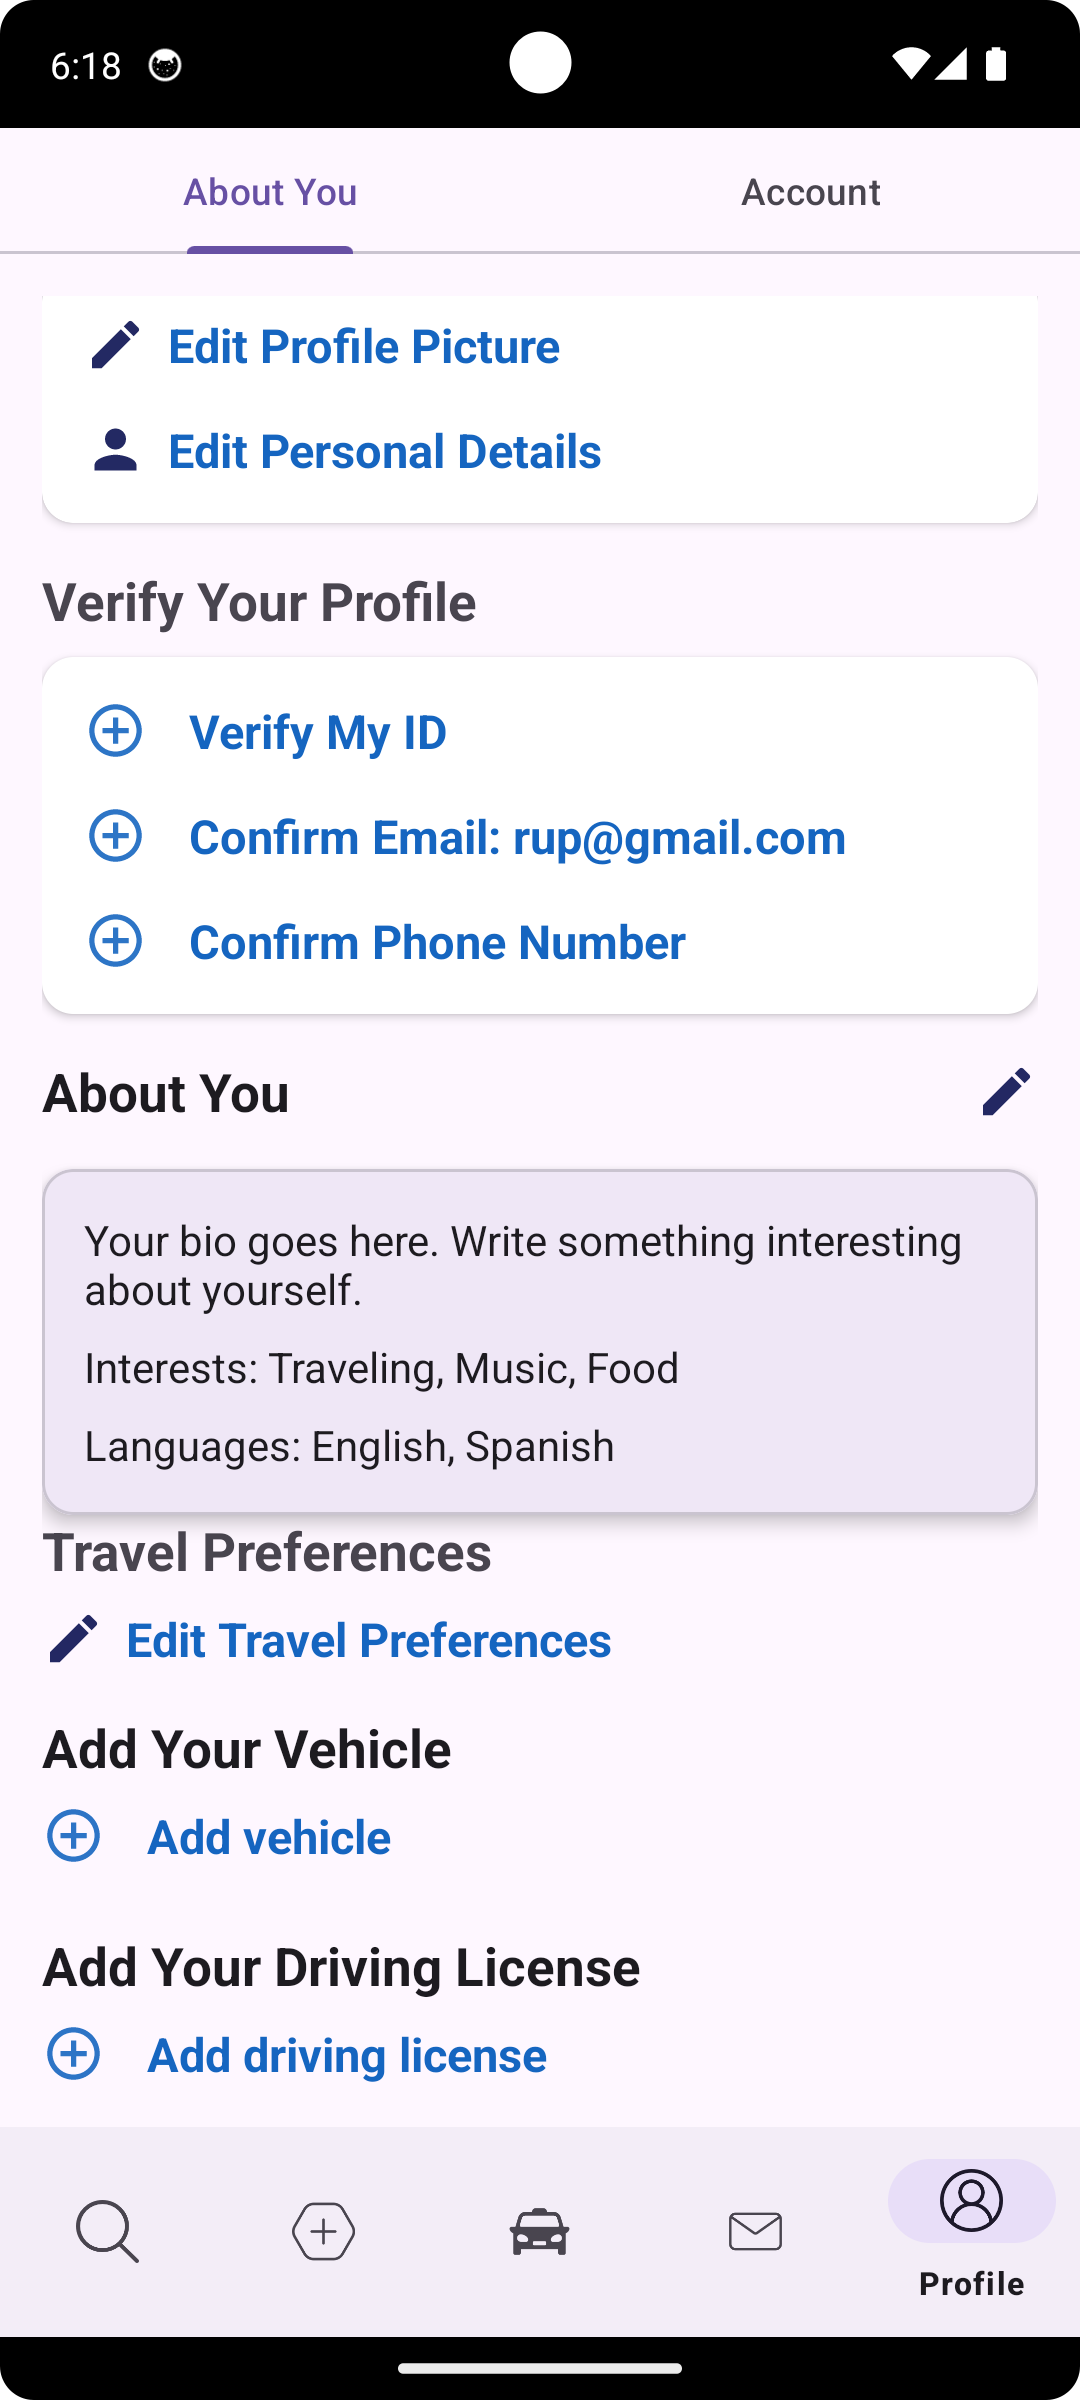 6:18
About You
Account
Edit Profile Picture
Edit Personal Details
Verify Your Profile
Verify My ID
Confirm Email: rup@gmail.com
Confirm Phone Number
About You
Your bio goes here. Write something interesting
about yourself.
Interests: Traveling, Music, Food
Languages: English, Spanish
Travel Preferences
Edit Travel Preferences
Add Your Vehicle
Add vehicle
Add Your Driving License
Add driving license
Profile